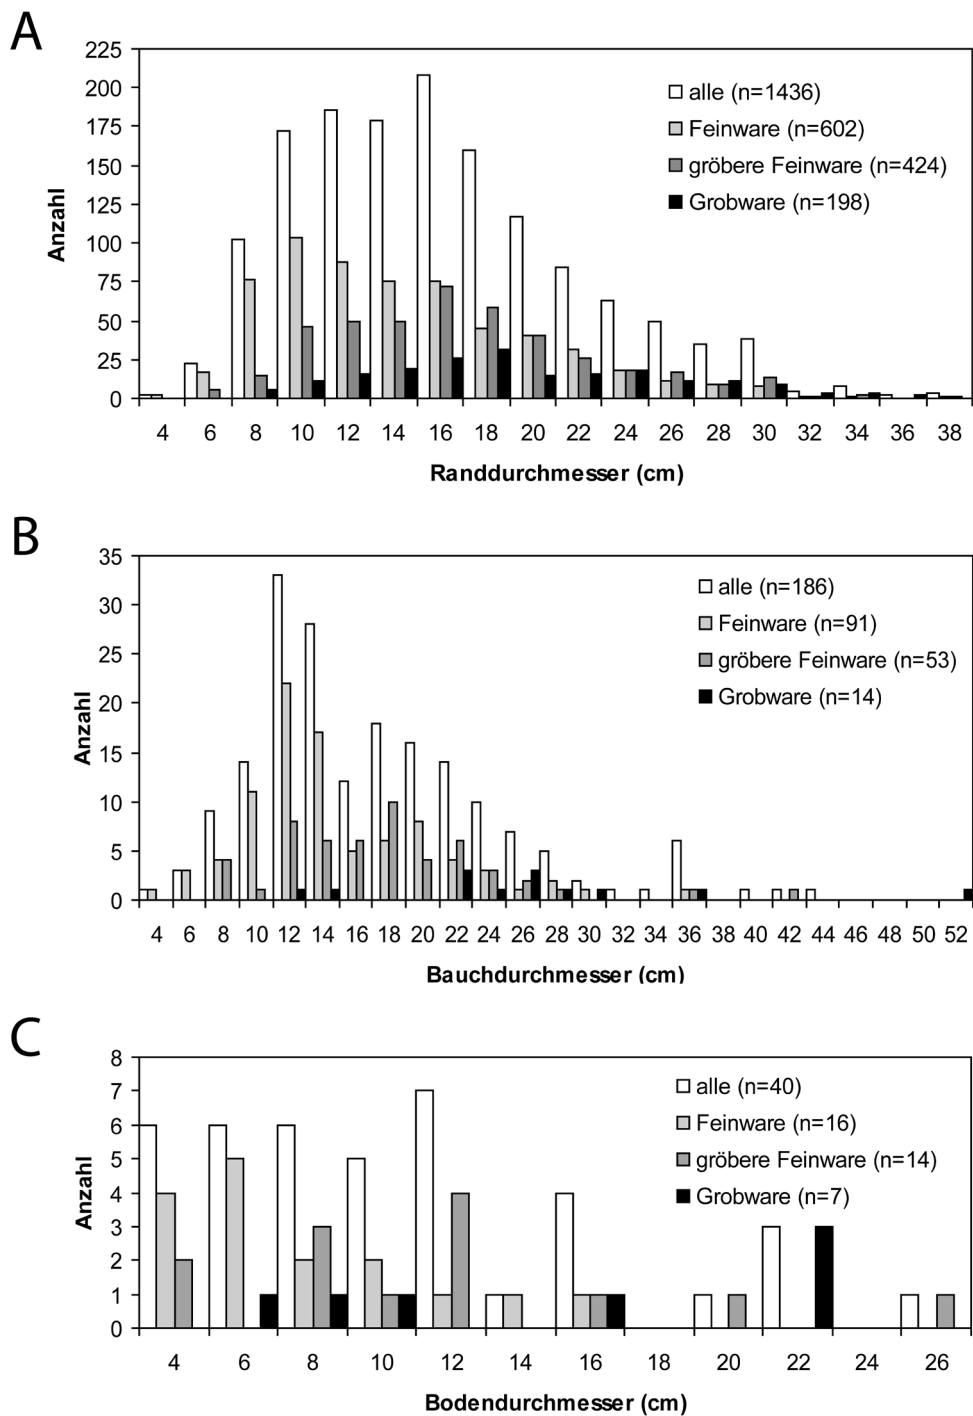 A
225
200
175
150
125
100
75
50
25
0
Anzahl
alle (n=1436)
Feinware (n=602)
gröbere Feinware (n=424)
Grobware (n=198)
4 6 8 10 12 14 16 18 20 22 24 26 28 30 32 34 36 38
Randdurchmesser (cm)
B
35
30
25
20
15
10
5
0
Anzahl
alle (n=186)
Feinware (n=91)
gröbere Feinware (n=53)
Grobware (n=14)
4 6 8 10 12 14 16 18 20 22 24 26 28 30 32 34 36 38 40 42 44 46 48 50 52
Bauchdurchmesser (cm)
C
8
7
6
5
4
3
2
1
0
Anzahl
alle (n=40)
Feinware (n=16)
gröbere Feinware (n=14)
Grobware (n=7)
4 6 8 10 12 14 16 18 20 22 24 26
Bodendurchmesser (cm)